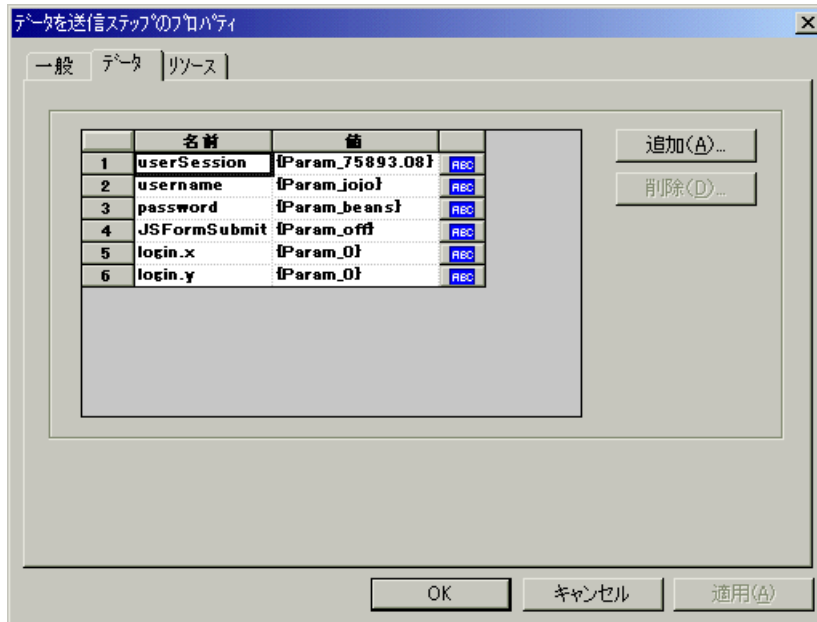 データを送信ステップのプロパティ
一般 データ リソース
名前 値
1 userSession {Param_75893.08} ABC
2 username {Param_jojo} ABC
3 password {Param_beans} ABC
4 JSFormSubmit {Param_off} ABC
5 login.x {Param_0} ABC
6 login.y {Param_0} ABC
追加(A)...
削除(D)...
OK キャンセル 適用(A)